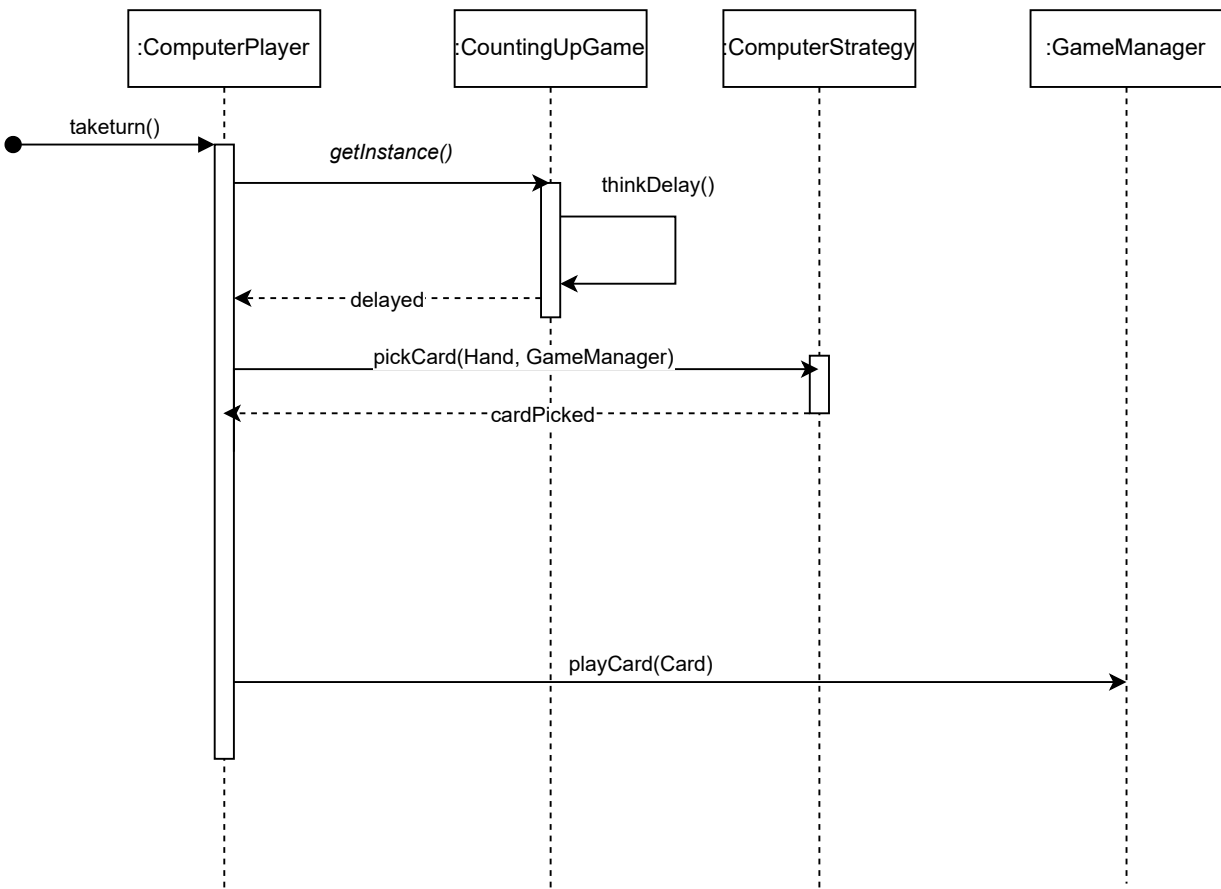 :ComputerPlayer
:CountingUpGame
:ComputerStrategy
:GameManager
taketurn()
getInstance()
thinkDelay()
delayed
pickCard(Hand, GameManager)
cardPicked
playCard(Card)